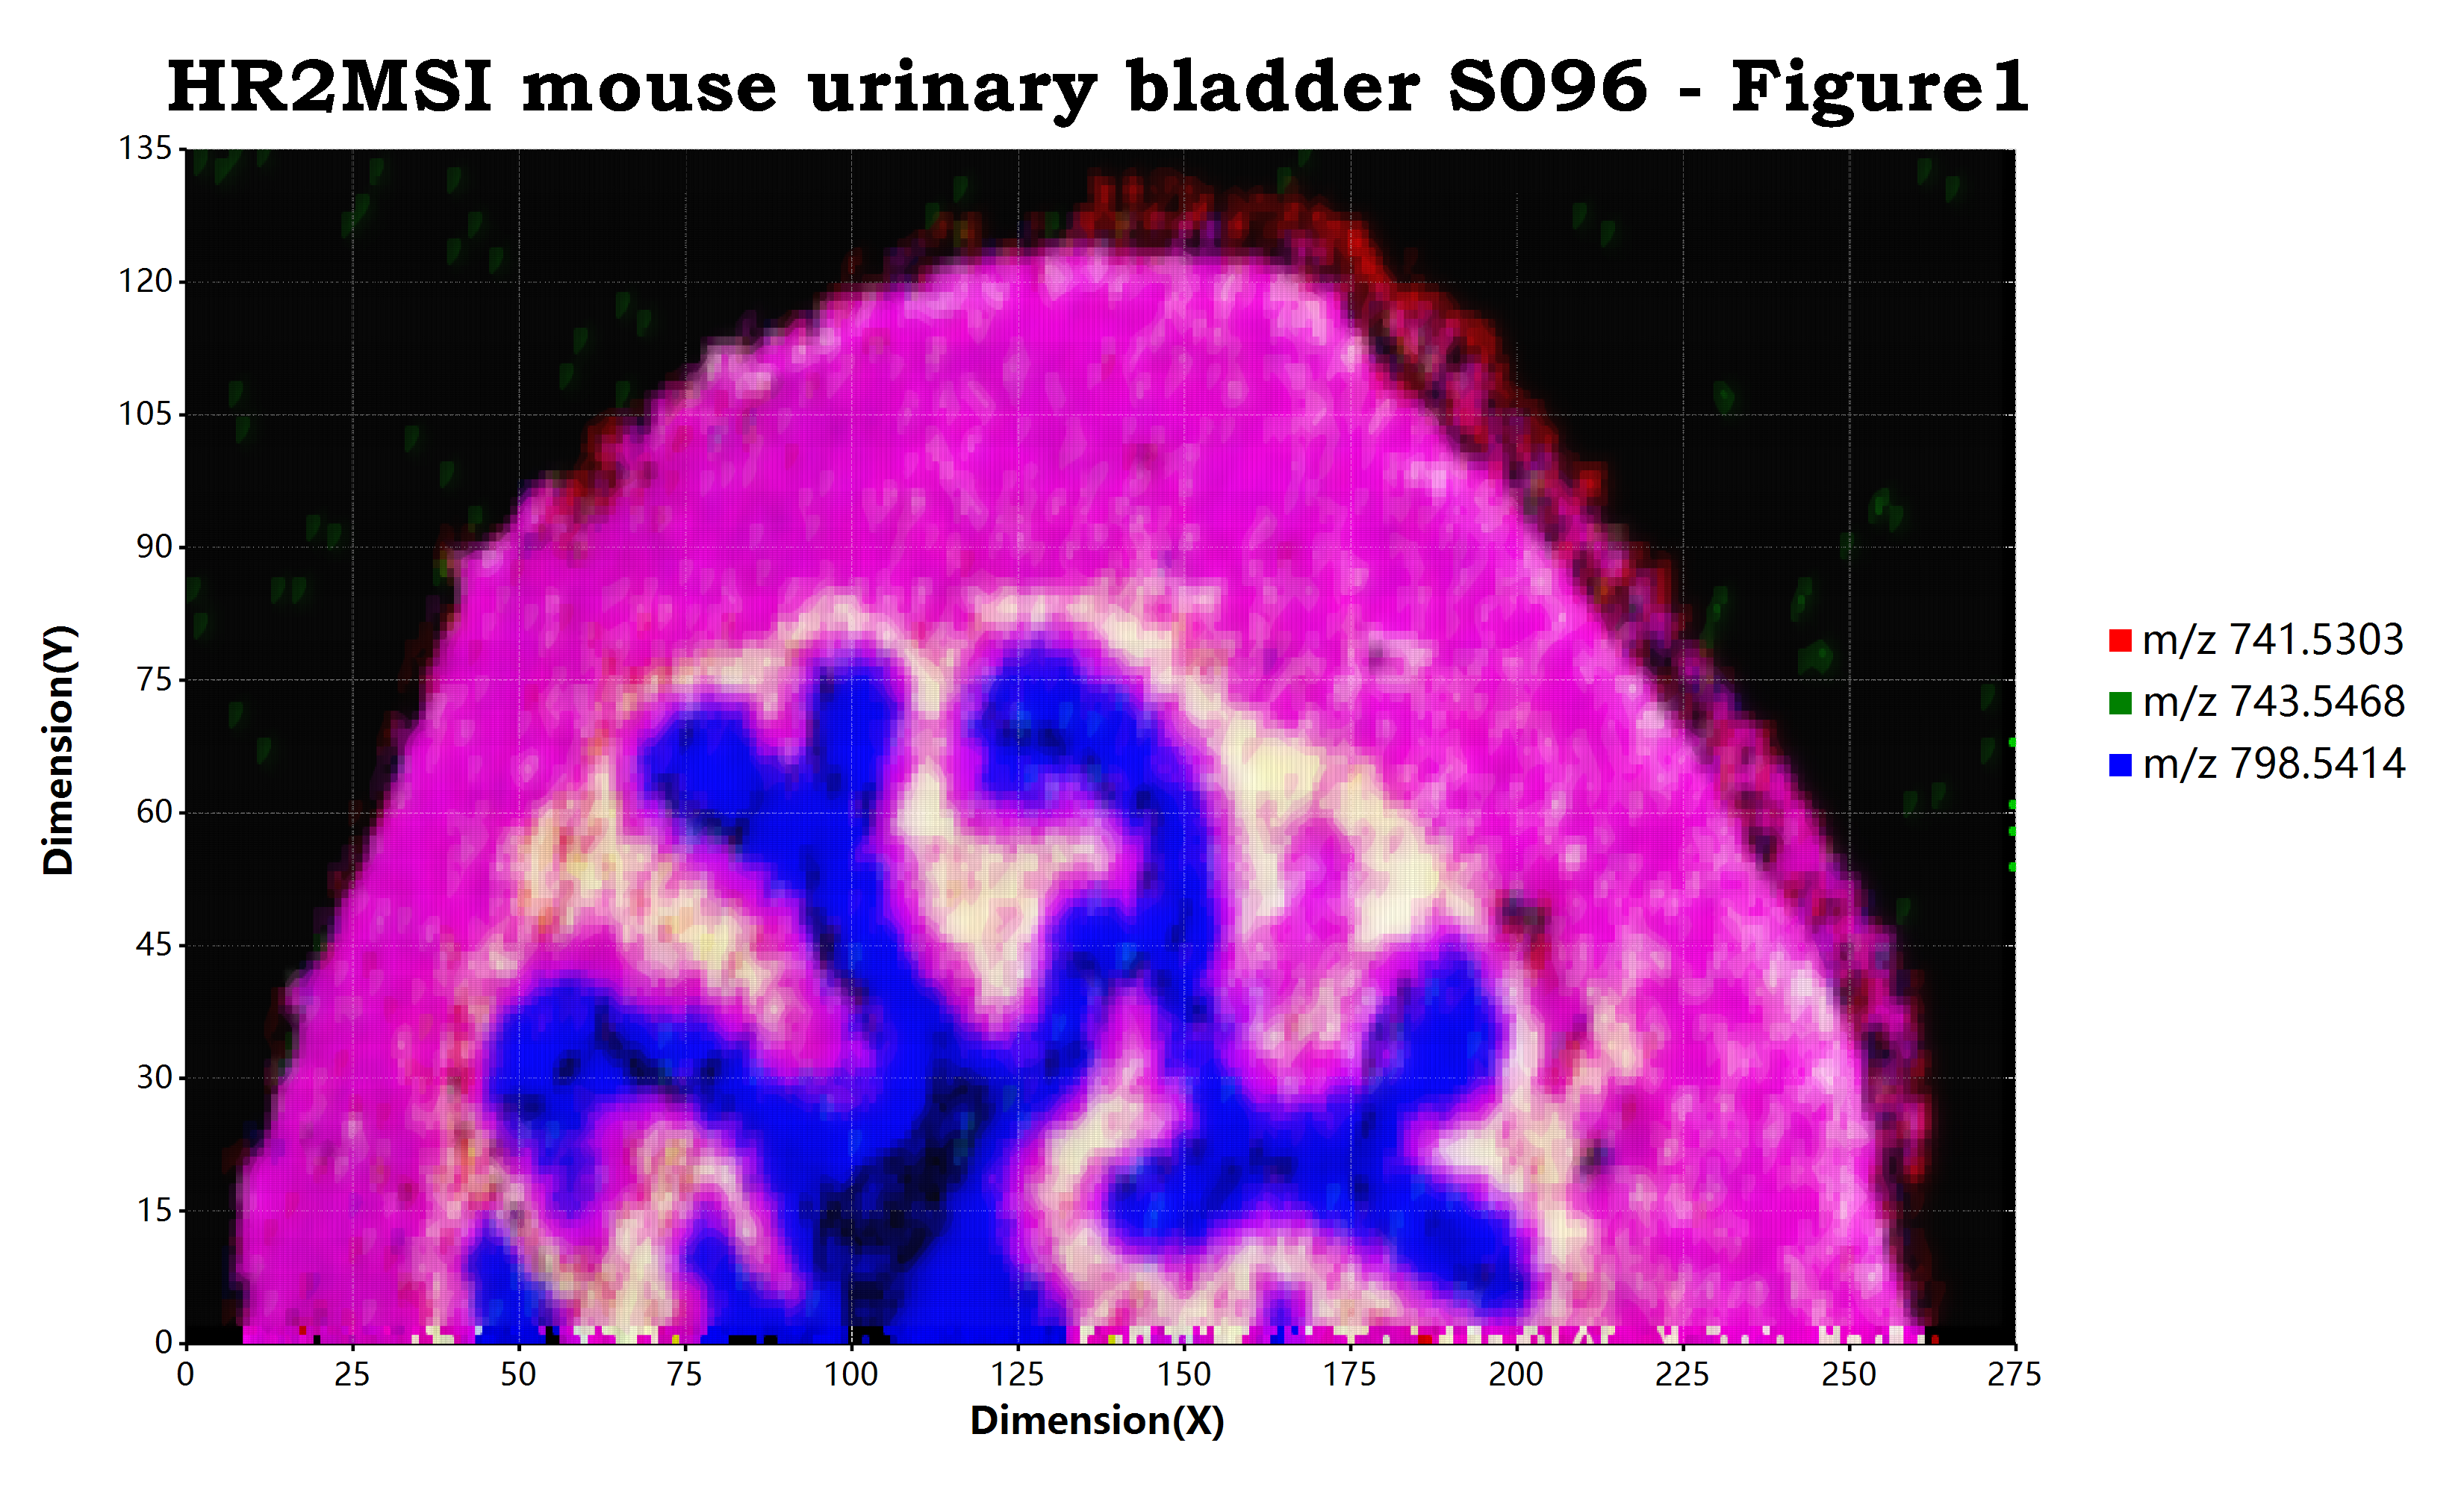 HR2MSI mouse urinary bladder S096 - Figure1
135
120
105
90
75
60
45
30
15
0
Dimension(Y)
0 25 50 75 100 125 150 175 200 225 250 275
Dimension(X)
m/z 741.5303
m/z 743.5468
m/z 798.5414